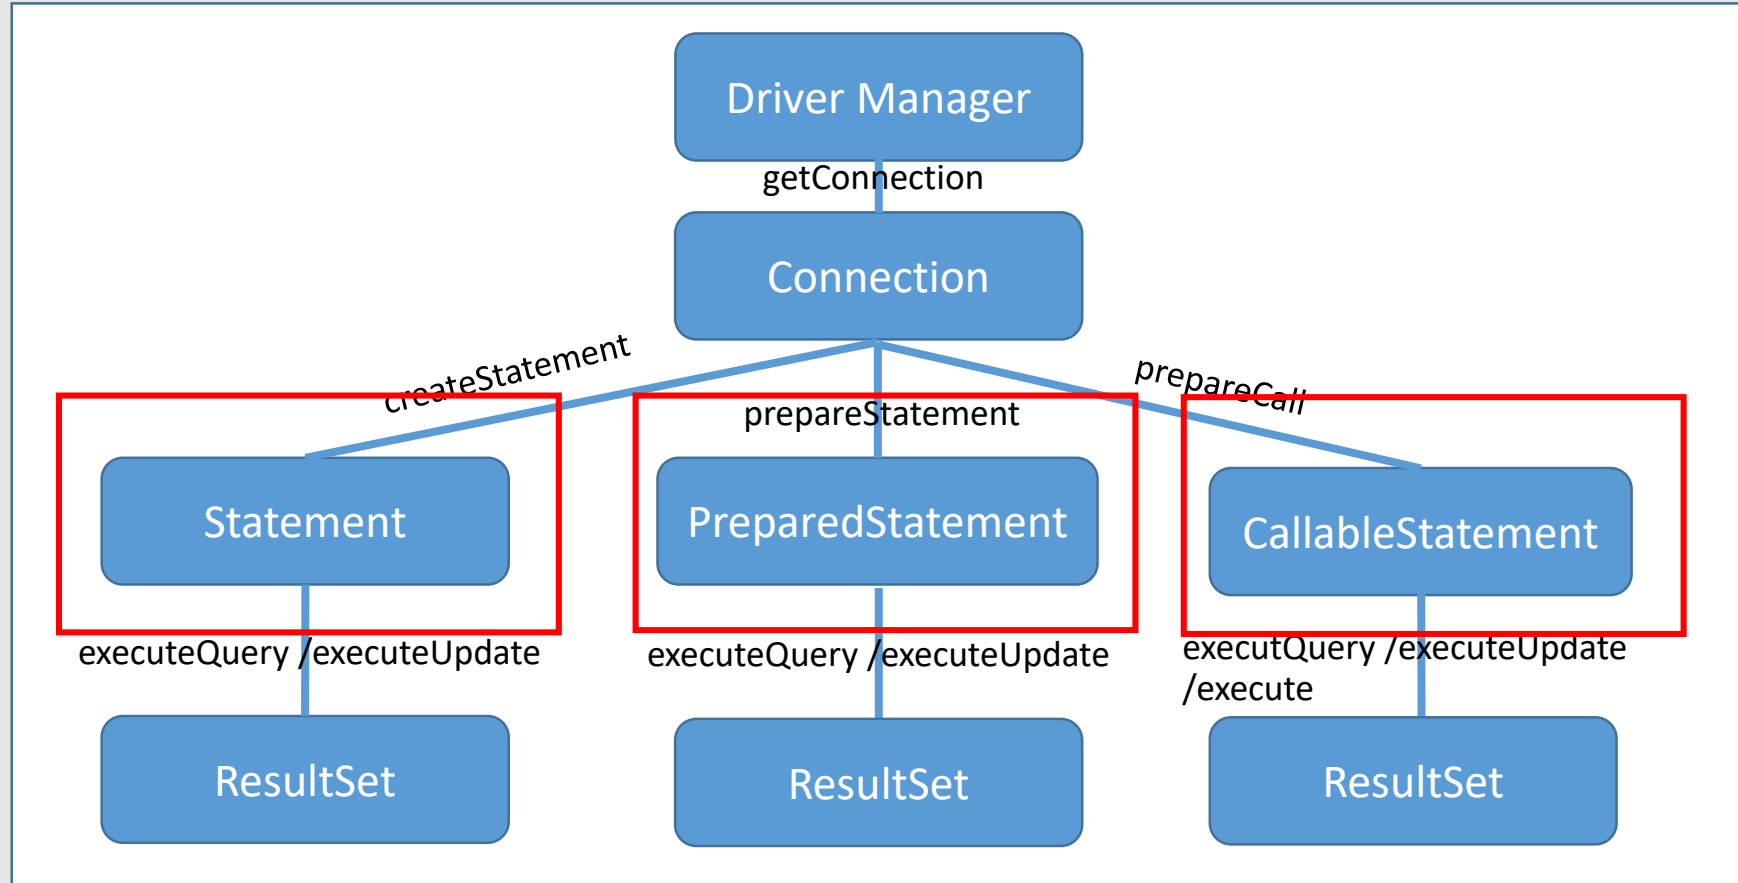 Driver Manager
getConnection
Connection
createStatement
prepareStatement
prepareCall
Statement
PreparedStatement
CallableStatement
executeQuery /executeUpdate
executeQuery /executeUpdate
executQuery /executeUpdate
/execute
ResultSet
ResultSet
ResultSet